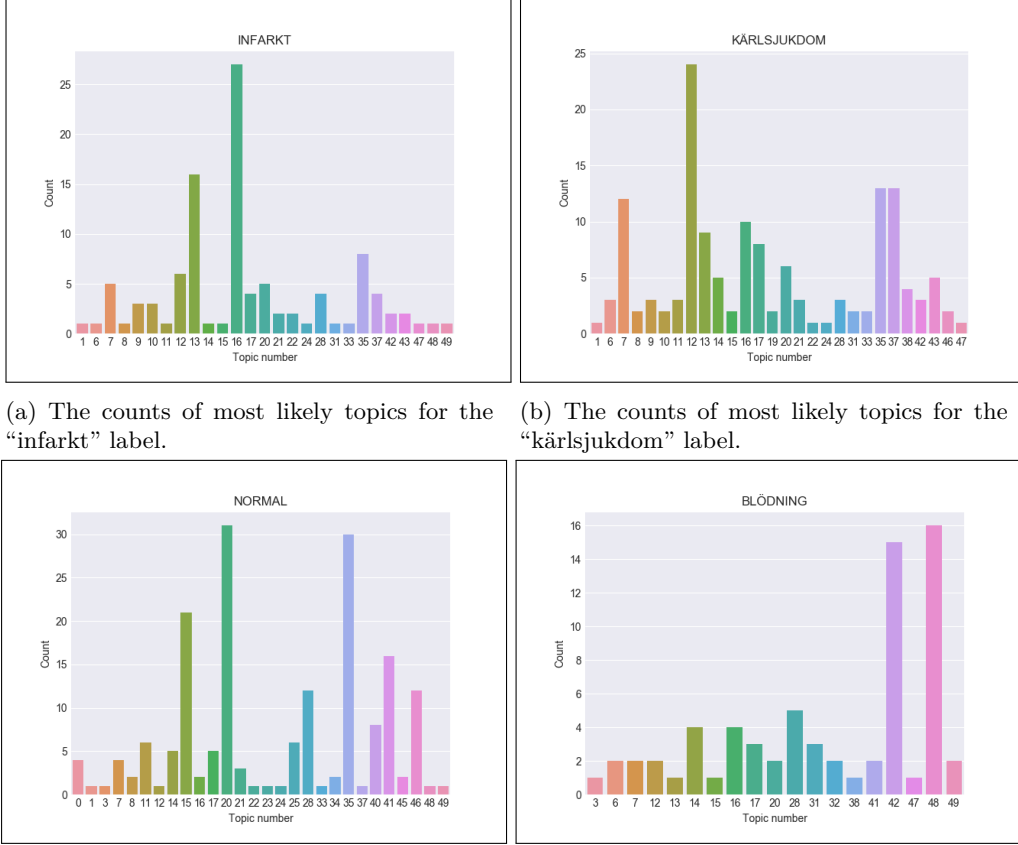 INFARKT
Count
25
20
15
10
5
0
1 6 7 8 9 10 11 12 13 14 15 16 17 20 21 22 24 28 31 33 35 37 42 43 47 48 49
Topic number
KÄRLSJUKDOM
Count
25
20
15
10
5
0
1 6 7 8 9 10 11 12 13 14 15 16 17 19 20 21 22 24 28 31 33 35 37 38 42 43 46 47
Topic number
(a) The counts of most likely topics for the
“infarkt” label.
(b) The counts of most likely topics for the
“kärlsjukdom” label.
NORMAL
Count
30
25
20
15
10
5
0
0 1 3 7 8 11 12 14 15 16 17 20 21 22 23 24 25 28 33 34 35 37 40 41 45 46 48 49
Topic number
BLÖDNING
Count
16
14
12
10
8
6
4
2
0
3 6 7 12 13 14 15 16 17 20 28 31 32 38 41 42 47 48 49
Topic number